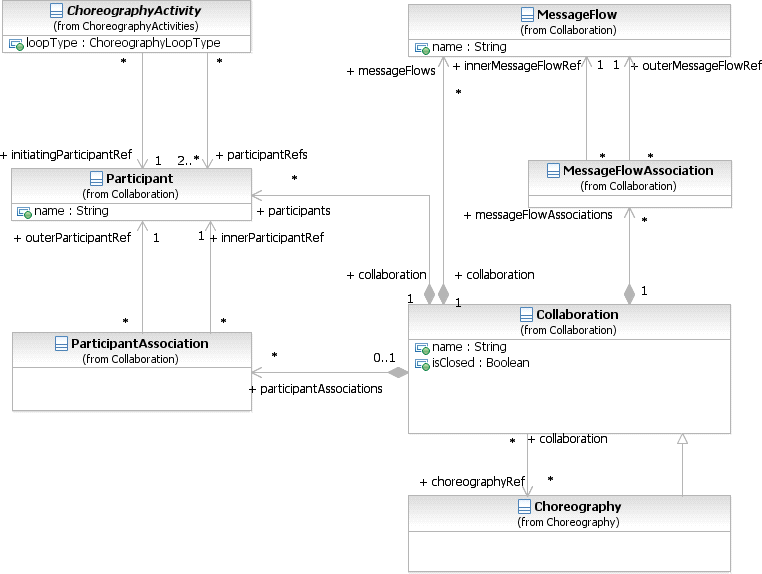 ChoreographyActivity
(from ChoreographyActivities)
loopType : ChoreographyLoopType
MessageFlow
(from Collaboration)
name : String
*
*
+ messageFlows
+ innerMessageFlowRef
1
1
+ outerMessageFlowRef
*
+ initiatingParticipantRef
1
2..*
+ participantRefs
*
*
Participant
(from Collaboration)
name : String
MessageFlowAssociation
(from Collaboration)
*
+ participants
+ messageFlowAssociations
*
+ outerParticipantRef
1
1
+ innerParticipantRef
+ collaboration
+ collaboration
1
1
1
*
*
Collaboration
(from Collaboration)
name : String
isClosed : Boolean
ParticipantAssociation
(from Collaboration)
*
0..1
+ participantAssociations
*
+ collaboration
+ choreographyRef
*
Choreography
(from Choreography)